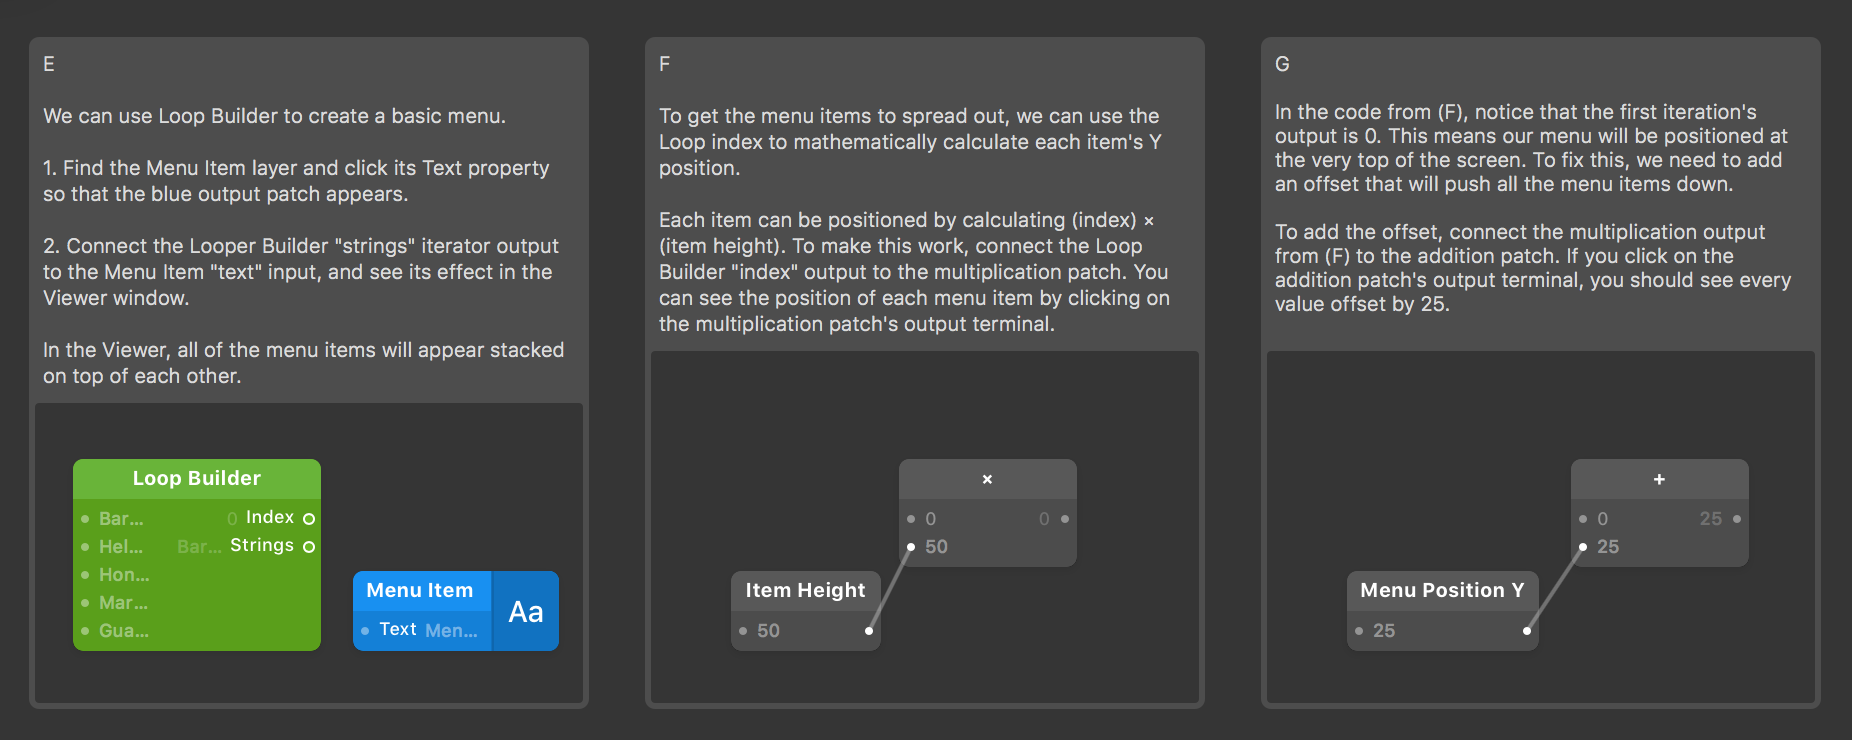 E
We can use Loop Builder to create a basic menu.
1. Find the Menu Item layer and click its Text property
so that the blue output patch appears.
2. Connect the Looper Builder "strings" iterator output
to the Menu Item "text" input, and see its effect in the
Viewer window.
In the Viewer, all of the menu items will appear stacked
on top of each other.
Loop Builder
Bar... 0 Index
Hel... Bar... Strings
Hon...
Mar...
Gua...
Menu Item
Text Men...
Aa
F
To get the menu items to spread out, we can use the
Loop index to mathematically calculate each item's Y
position.
Each item can be positioned by calculating (index) ×
(item height). To make this work, connect the Loop
Builder "index" output to the multiplication patch. You
can see the position of each menu item by clicking on
the multiplication patch's output terminal.
×
0 0
50
Item Height
50
G
In the code from (F), notice that the first iteration's
output is 0. This means our menu will be positioned at
the very top of the screen. To fix this, we need to add
an offset that will push all the menu items down.
To add the offset, connect the multiplication output
from (F) to the addition patch. If you click on the
addition patch's output terminal, you should see every
value offset by 25.
+
0 25
25
Menu Position Y
25